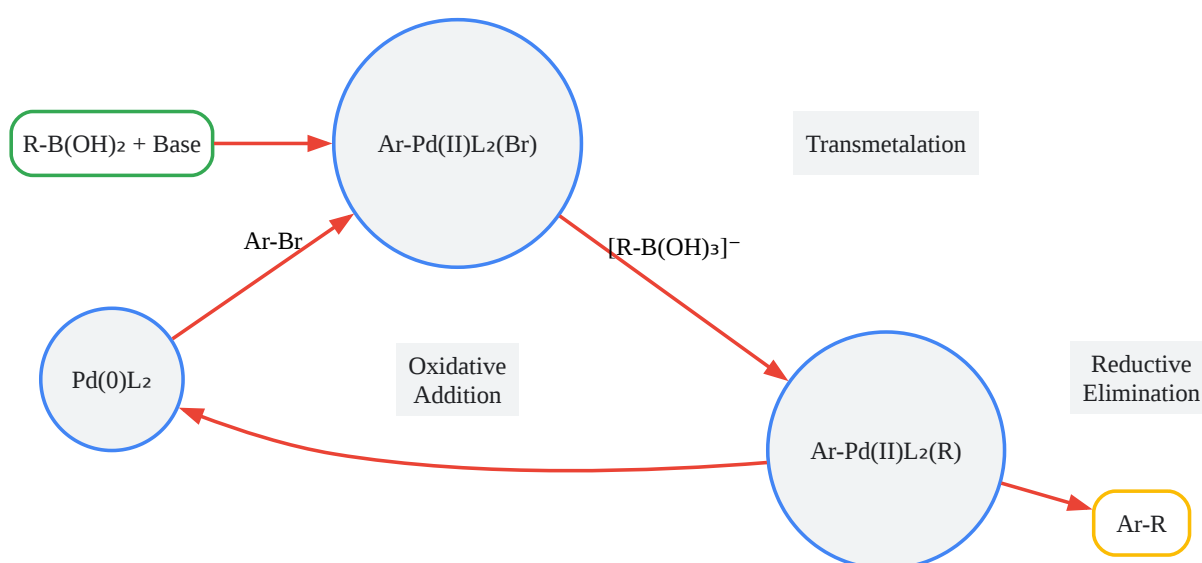 R-B(OH)₂ + Base
Ar-Pd(II)L₂(Br)
Transmetalation
Ar-Br
[R-B(OH)₃]⁻
Pd(0)L₂
Oxidative
Addition
Reductive
Elimination
Ar-Pd(II)L₂(R)
Ar-R